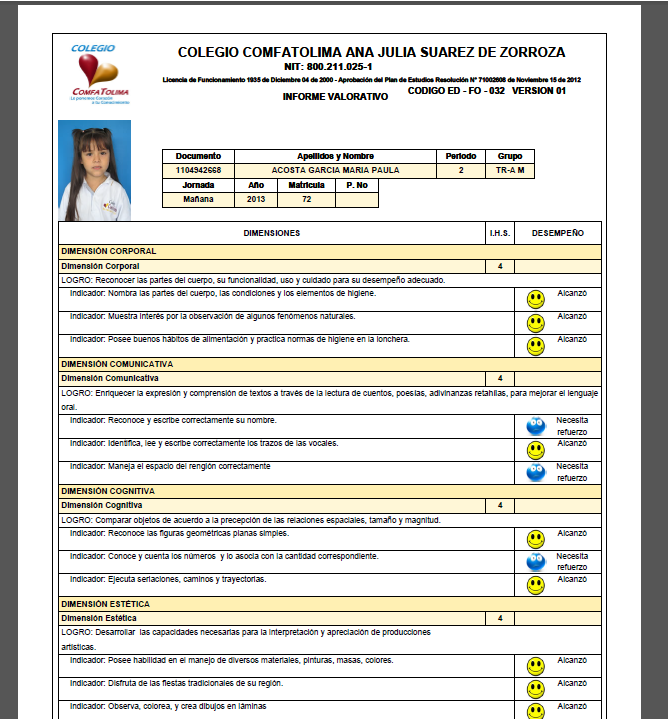 COLEGIO
COMFATOLIMA
COLEGIO COMFATOLIMA ANA JULIA SUAREZ DE ZORROZA
NIT: 800.211.025-1
Licencia de Funcionamiento 1935 de Diciembre 04 de 2000 - Aprobación del Plan de Estudios Resolución N° 71002606 de Noviembre 15 de 2012
INFORME VALORATIVO CODIGO ED - FO - 032 VERSION 01
Documento Apellidos y Nombre Periodo Grupo
1104942668 ACOSTA GARCIA MARIA PAULA 2 TR-A M
Jornada Año Matricula P. No
Mañana 2013 72
DIMENSIONES I.H.S. DESEMPEÑO
DIMENSIÓN CORPORAL
Dimensión Corporal 4
LOGRO: Reconocer las partes del cuerpo, su funcionalidad, uso y cuidado para su desempeño adecuado.
Indicador: Nombra las partes del cuerpo, las condiciones y los elementos de higiene. Alcanzó
Indicador: Muestra interés por la observación de algunos fenómenos naturales. Alcanzó
Indicador: Posee buenos hábitos de alimentación y practica normas de higiene en la lonchera. Alcanzó
DIMENSIÓN COMUNICATIVA
Dimensión Comunicativa 4
LOGRO: Enriquecer la expresión y comprensión de textos a través de la lectura de cuentos, poesías, adivinanzas retahílas, para mejorar el lenguaje
oral.
Indicador: Reconoce y escribe correctamente su nombre. Necesita
refuerzo
Indicador: Identifica, lee y escribe correctamente los trazos de las vocales. Alcanzó
Indicador: Maneja el espacio del renglón correctamente Necesita
refuerzo
DIMENSIÓN COGNITIVA
Dimensión Cognitiva 4
LOGRO: Comparar objetos de acuerdo a la precepción de las relaciones espaciales, tamaño y magnitud.
Indicador: Reconoce las figuras geométricas planas simples. Alcanzó
Indicador: Conoce y cuenta los números y lo asocia con la cantidad correspondiente. Necesita
refuerzo
Indicador: Ejecuta seriaciones, caminos y trayectorias. Alcanzó
DIMENSIÓN ESTÉTICA
Dimensión Estética 4
LOGRO: Desarrollar las capacidades necesarias para la interpretación y apreciación de producciones
artísticas.
Indicador: Posee habilidad en el manejo de diversos materiales, pinturas, masas, colores. Alcanzó
Indicador: Disfruta de las fiestas tradicionales de su región. Alcanzó
Indicador: Observa, colorea, y crea dibujos en láminas Alcanzó